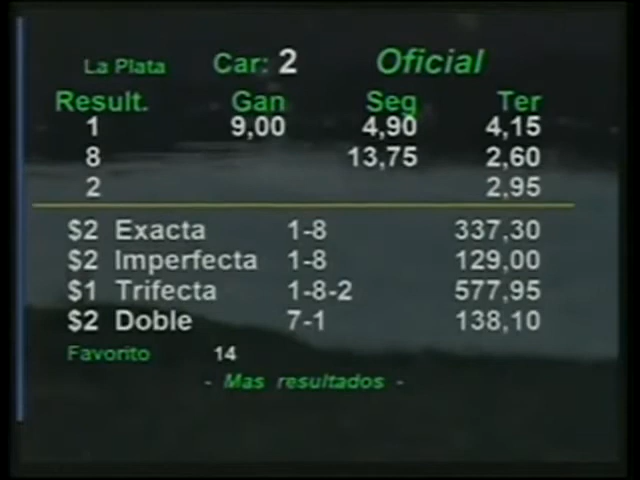 La Plata Car: 2 Oficial
Result. Gan Seg Ter
1 9,00 4,90 4,15
8 13,75 2,60
2 2,95
$2 Exacta 1-8 337,30
$2 Imperfecta 1-8 129,00
$1 Trifecta 1-8-2 577,95
$2 Doble 7-1 138,10
Favorito 14
- Mas resultados -